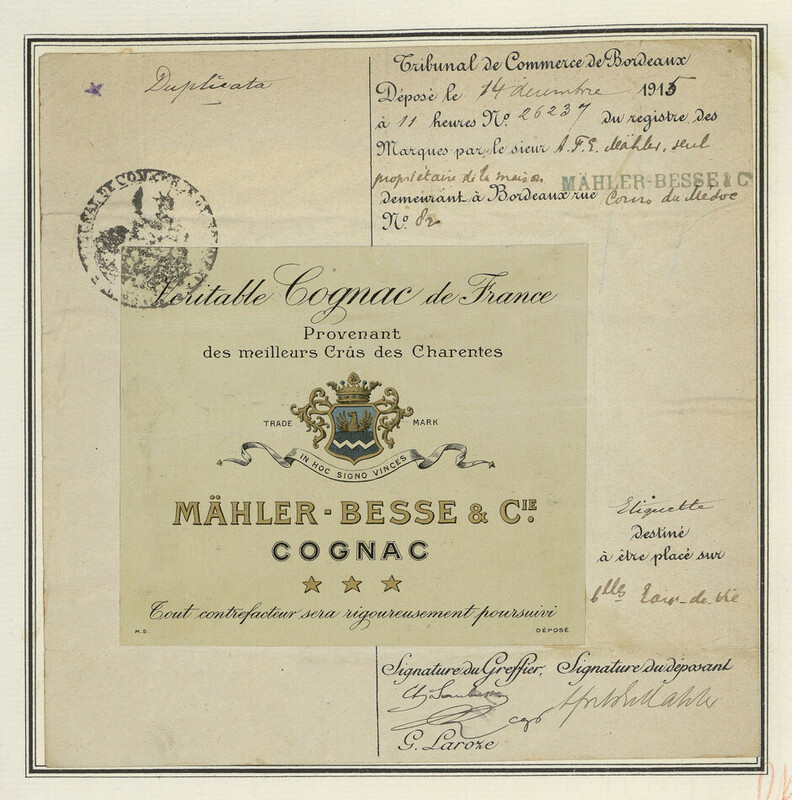 Duplicata
Tribunal de Commerce de Bordeaux
Déposé le 14 décembre 1915
à 11 heures Nº 26237 du registre des
Marques par le sieur A.F.E. Mähler, seul
propriétaire de la maison MÄHLER-BESSE & C
demeurant à Bordeaux rue Cours du Médoc
Nº 82
Véritable Cognac de France
Provenant
des meilleurs Crûs des Charentes
TRADE MARK
IN HOC SIGNO VINCES
MÄHLER-BESSE & CIE.
COGNAC
Tout contrefacteur sera rigoureusement poursuivi
M.S. DÉPOSÉ
Etiquette
destiné
à être placé sur
blles Eaux-de-vie
Signature du Greffier, Signature du déposant
G. Laroze